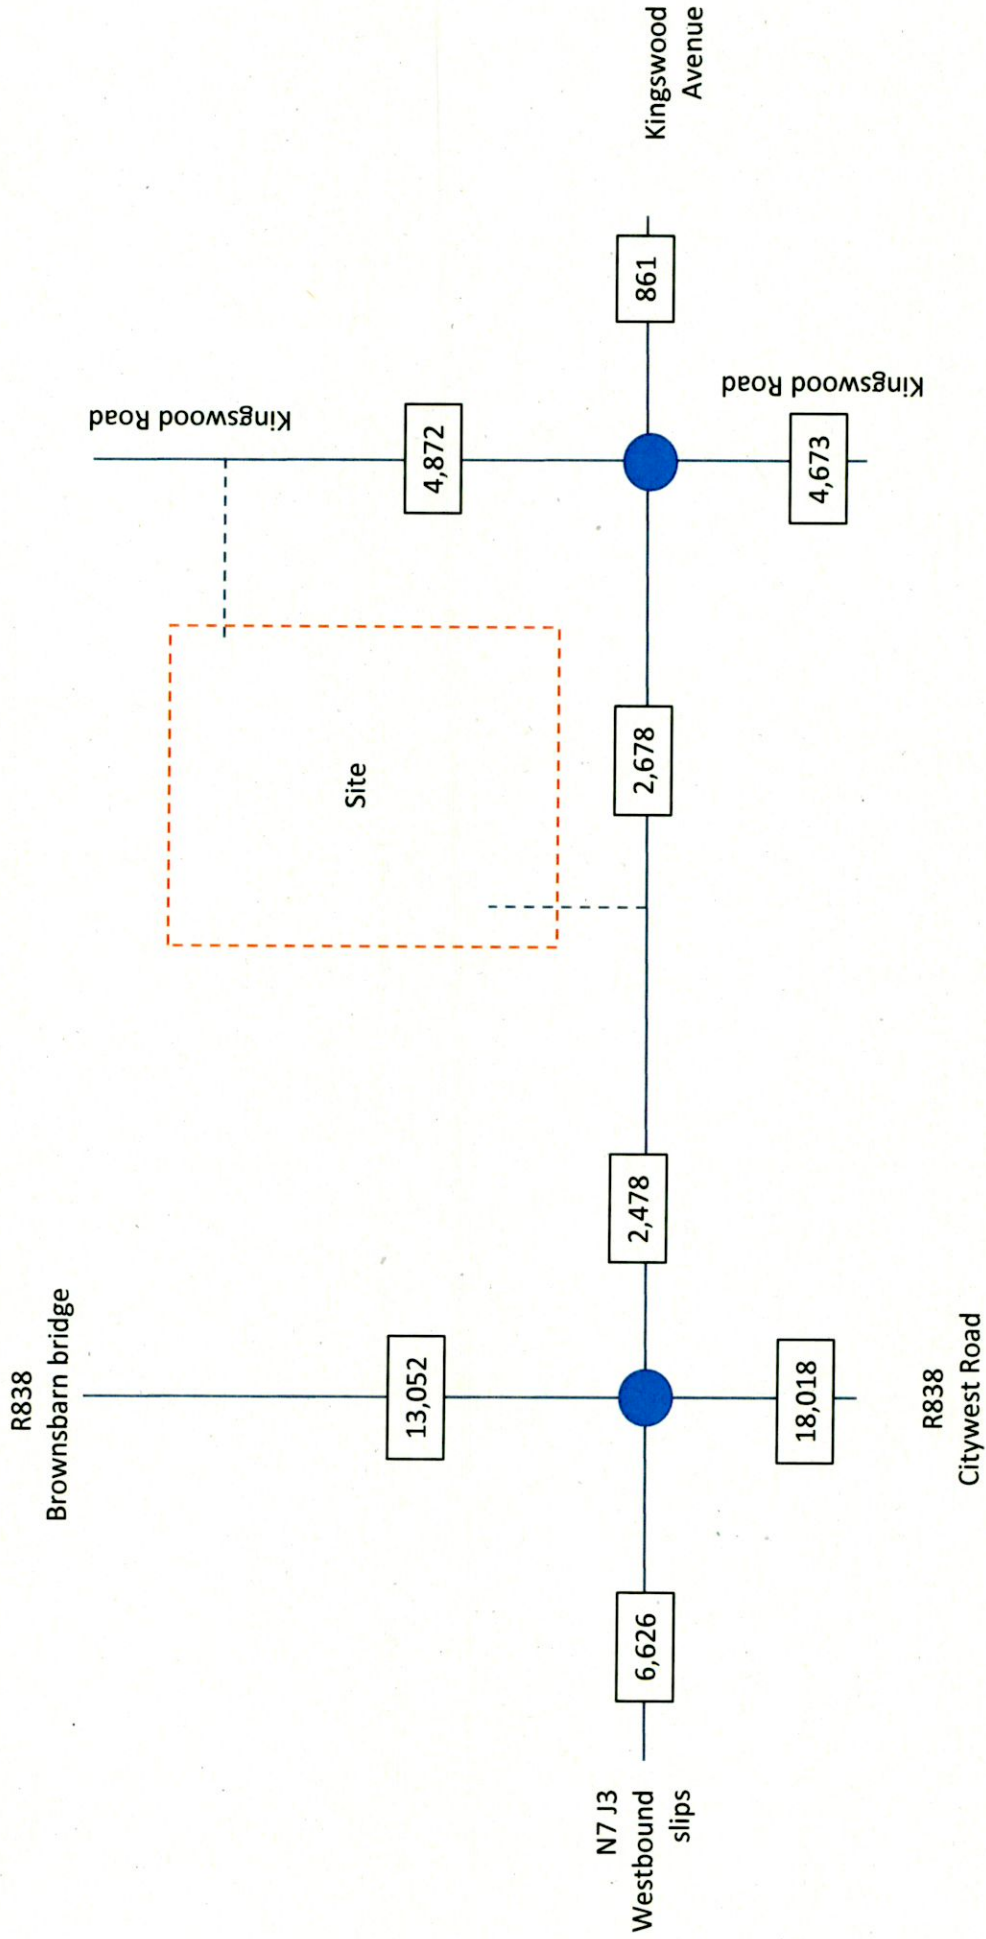 R838
Brownsbarn bridge
13,052
18,018
R838
Citywest Road
N7 J3
Westbound
slips
6,626
2,478
Site
2,678
Kingswood Road
4,872
4,673
Kingswood Road
861
Kingswood
Avenue